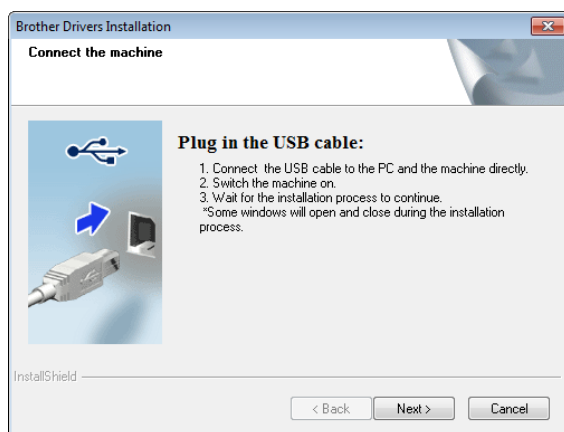 Brother Drivers Installation
Connect the machine
Plug in the USB cable:
1. Connect the USB cable to the PC and the machine directly.
2. Switch the machine on.
3. Wait for the installation process to continue.
*Some windows will open and close during the installation
process.
InstallShield
< Back
Next >
Cancel